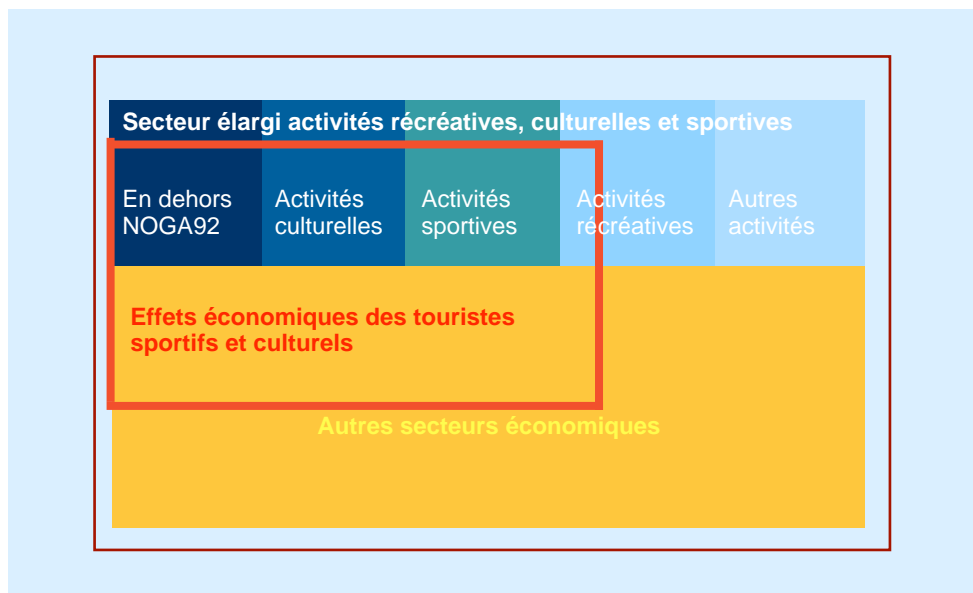 Secteur élargi activités récréatives, culturelles et sportives
En dehors
NOGA92
Activités
culturelles
Activités
sportives
Activités
récréatives
Autres
activités
Effets économiques des touristes
sportifs et culturels
Autres secteurs économiques